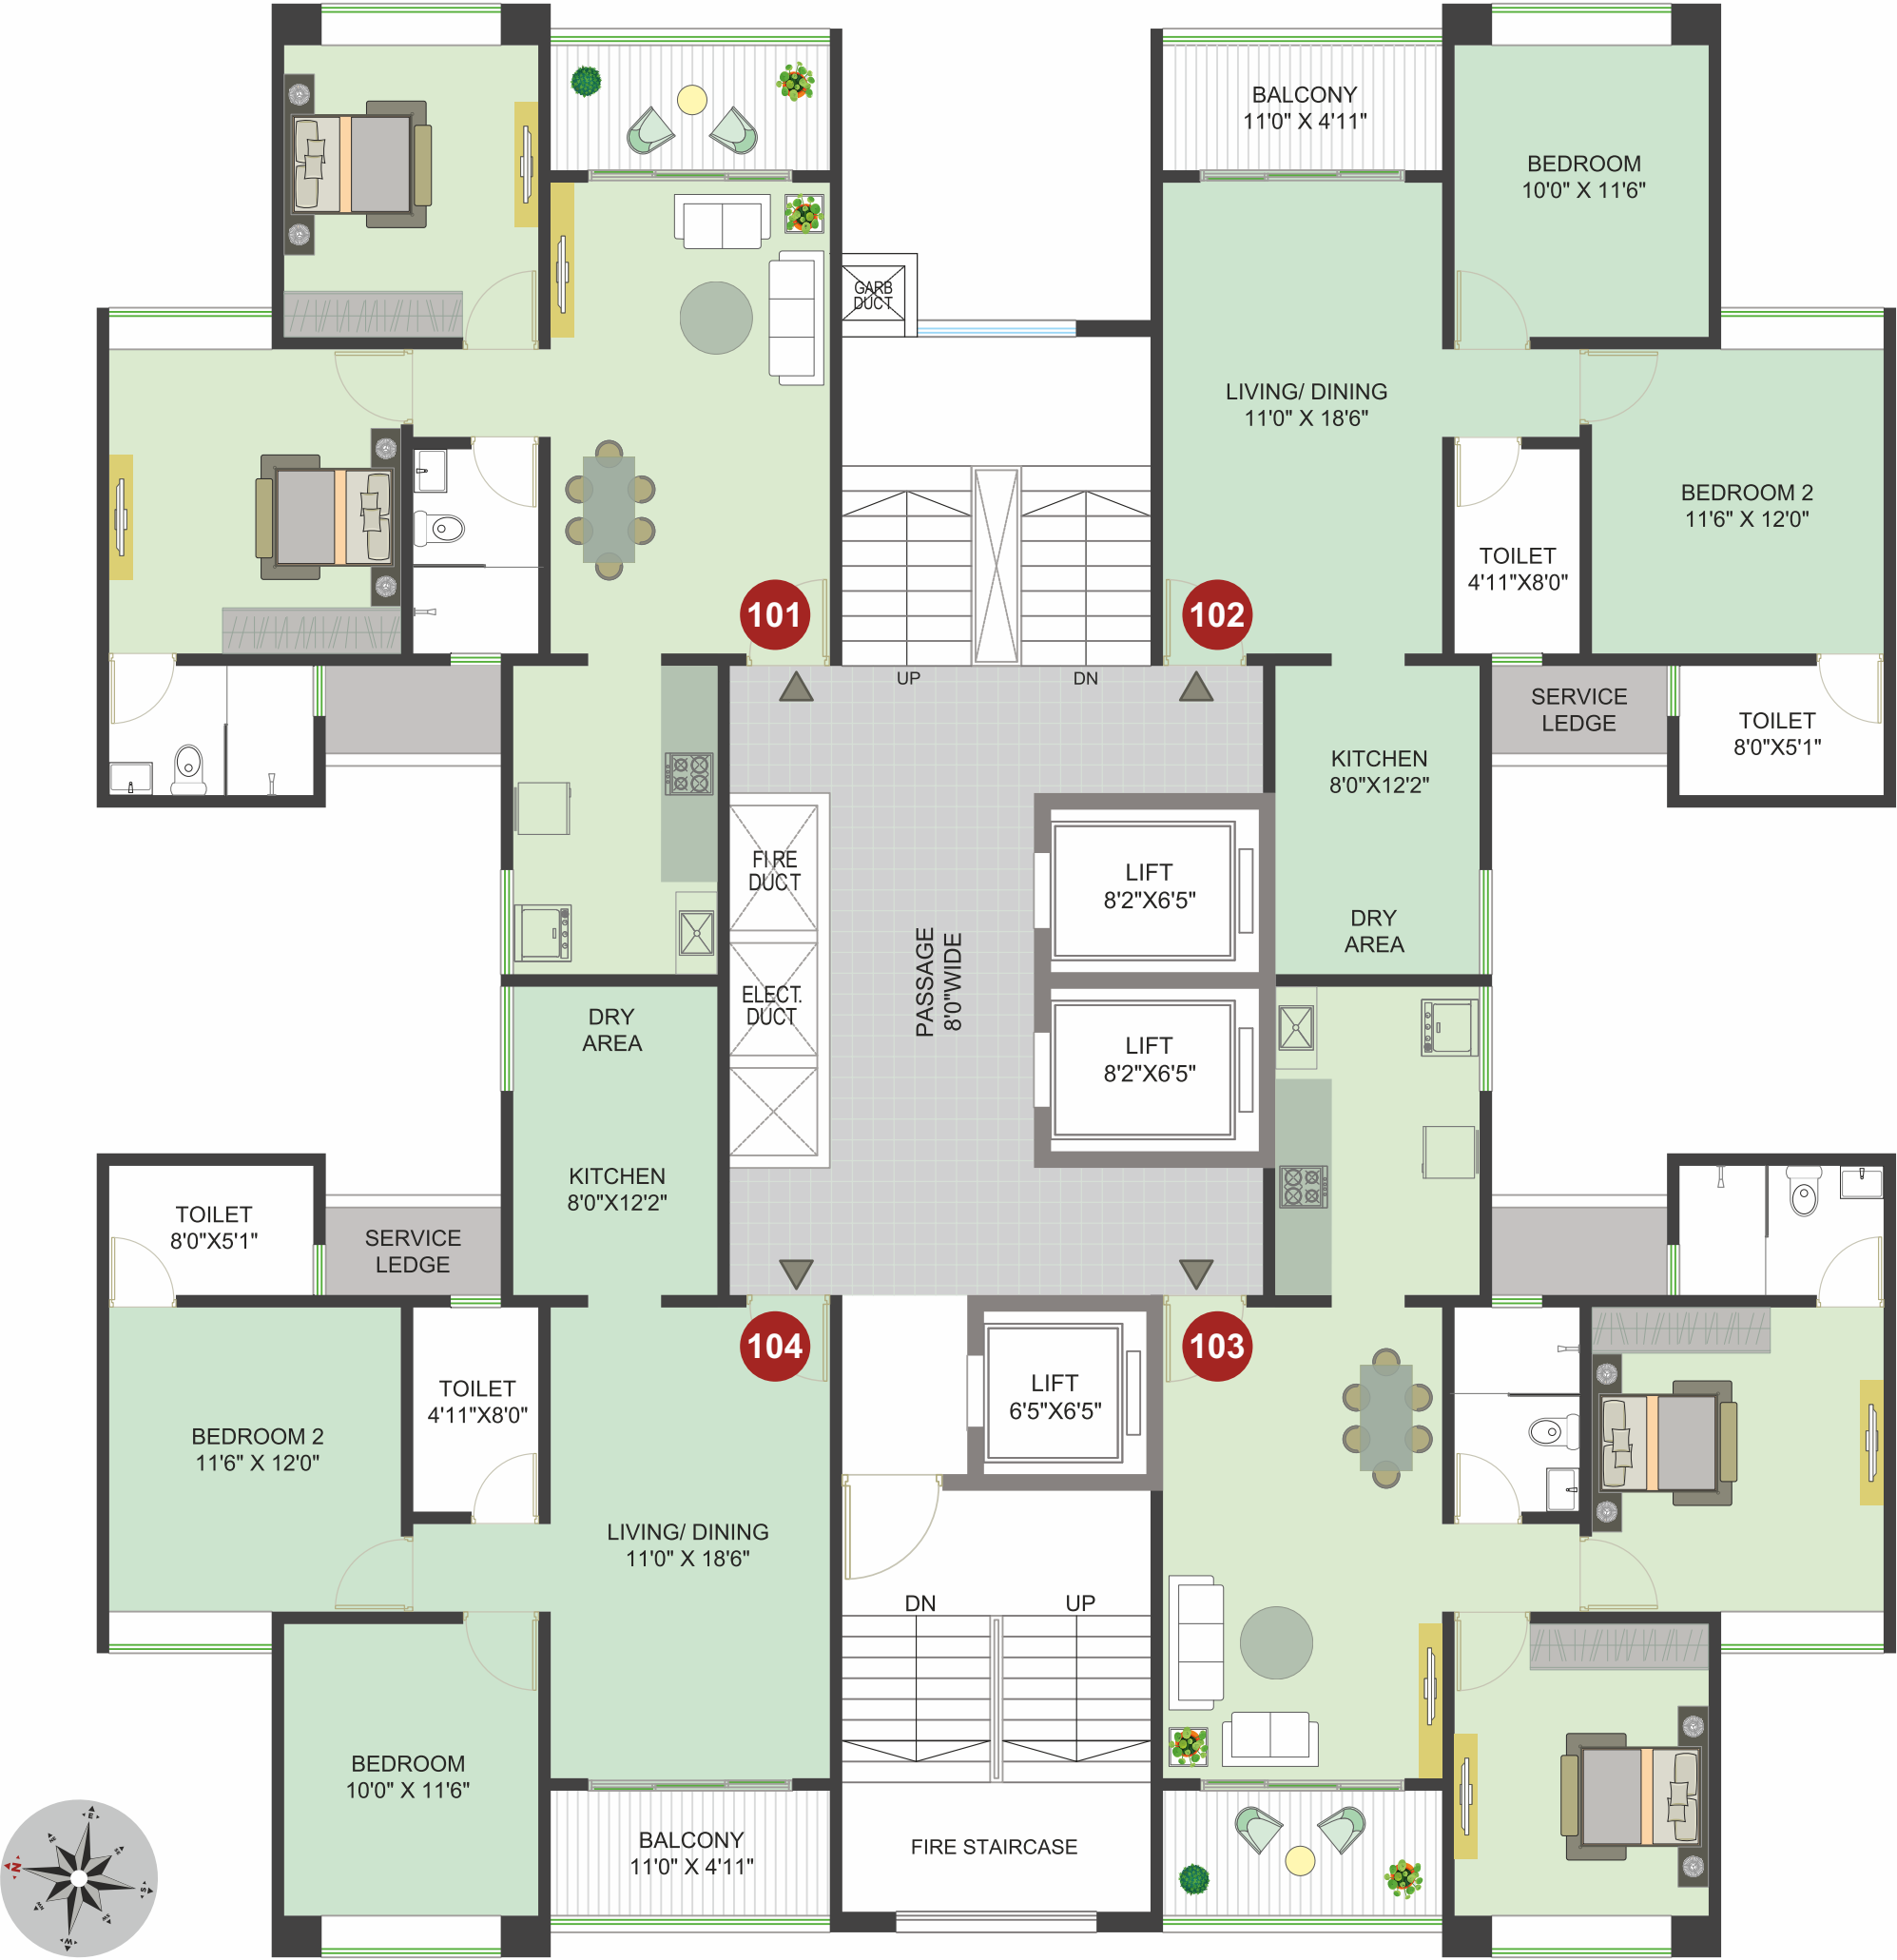 BALCONY
11'0" X 4'11"
BEDROOM
10'0" X 11'6"
GARB
DUCT
LIVING/ DINING
11'0" X 18'6"
BEDROOM 2
11'6" X 12'0"
TOILET
4'11"X8'0"
101
102
UP
DN
SERVICE
LEDGE
TOILET
8'0"X5'1"
KITCHEN
8'0"X12'2"
FIRE
DUCT
LIFT
8'2"X6'5"
DRY
AREA
PASSAGE
8'0"WIDE
ELECT.
DUCT
DRY
AREA
LIFT
8'2"X6'5"
KITCHEN
8'0"X12'2"
TOILET
8'0"X5'1"
SERVICE
LEDGE
104
103
TOILET
4'11"X8'0"
LIFT
6'5"X6'5"
BEDROOM 2
11'6" X 12'0"
LIVING/ DINING
11'0" X 18'6"
DN
UP
BEDROOM
10'0" X 11'6"
BALCONY
11'0" X 4'11"
FIRE STAIRCASE
E
N
S
W